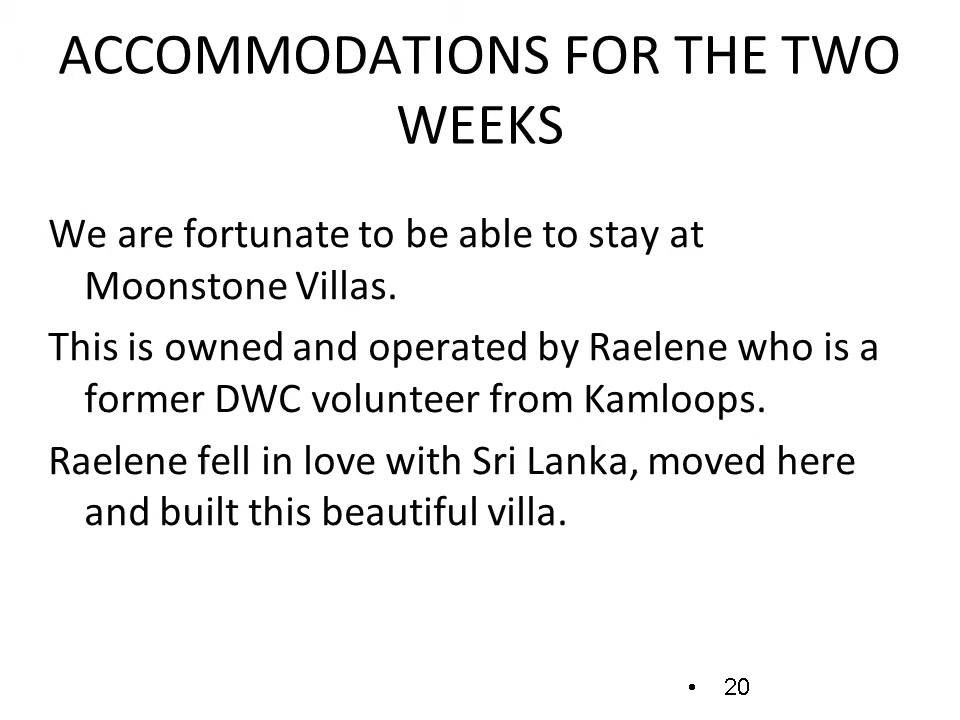 ACCOMMODATIONS FOR THE TWO
WEEKS
We are fortunate to be able to stay at
Moonstone Villas.
This is owned and operated by Raelene who is a
former DWC volunteer from Kamloops.
Raelene fell in love with Sri Lanka, moved here
and built this beautiful villa.
• 20